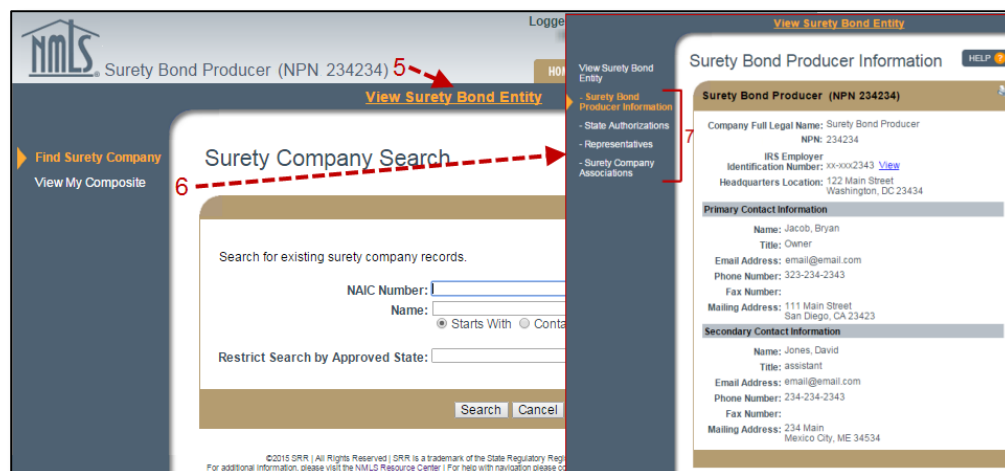 Logge
NMLS
® Surety Bond Producer (NPN 234234) 5
HOM
View Surety Bond Entity
Find Surety Company
View My Composite
6
Surety Company Search
Search for existing surety company records.
NAIC Number:
Name:
Starts With Conta
Restrict Search by Approved State:
Search Cancel
©2015 SRR | All Rights Reserved | SRR is a trademark of the State Regulatory Regi
For additional information, please visit the NMLS Resource Center | For help with navigation please co
View Surety Bond Entity
View Surety Bond
Entity
- Surety Bond
Producer Information
- State Authorizations
- Representatives
- Surety Company
Associations
7
Surety Bond Producer Information
HELP ?
Surety Bond Producer (NPN 234234)
Company Full Legal Name: Surety Bond Producer
NPN: 234234
IRS Employer
Identification Number: xx-xxx2343 View
Headquarters Location: 122 Main Street
Washington, DC 23434
Primary Contact Information
Name: Jacob, Bryan
Title: Owner
Email Address: email@email.com
Phone Number: 323-234-2343
Fax Number:
Mailing Address: 111 Main Street
San Diego, CA 23423
Secondary Contact Information
Name: Jones, David
Title: assistant
Email Address: email@email.com
Phone Number: 234-234-2343
Fax Number:
Mailing Address: 234 Main
Mexico City, ME 34534